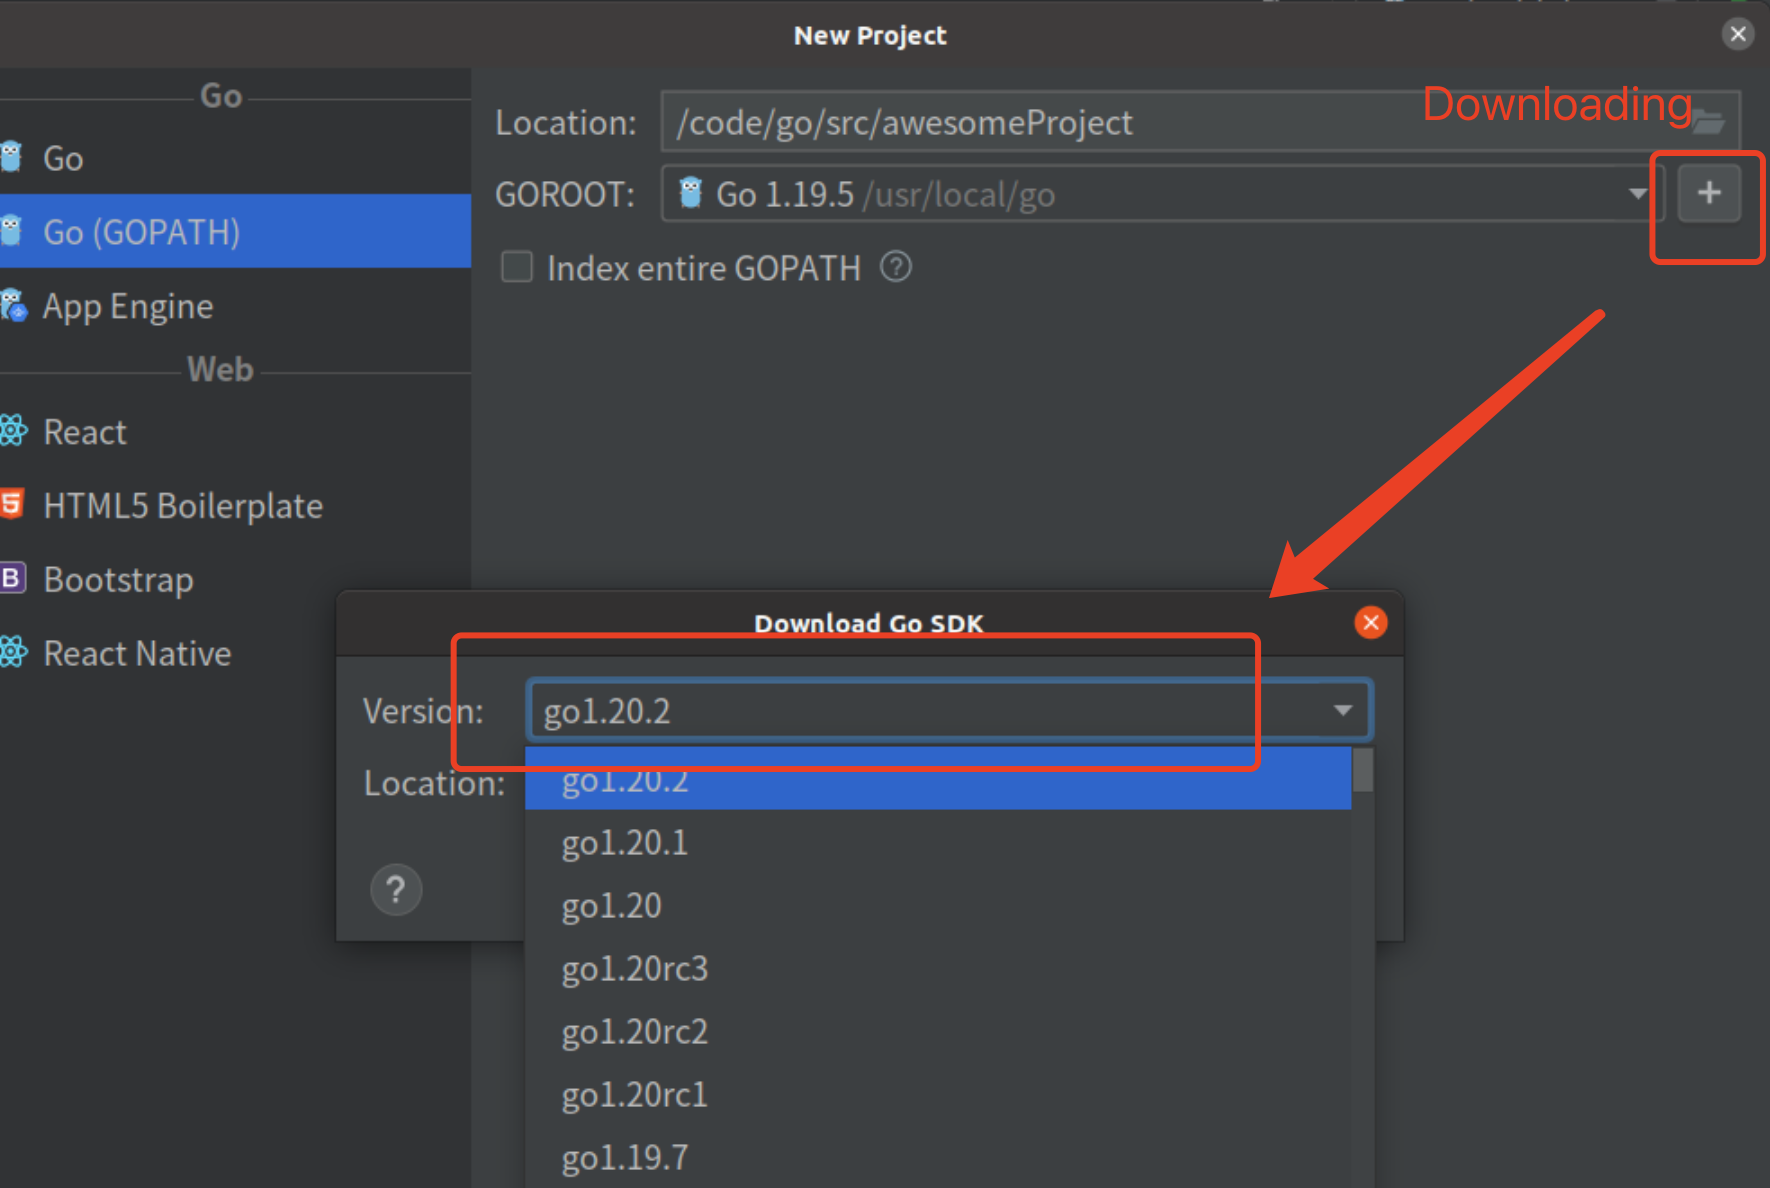 New Project
Go
Go
Go (GOPATH)
App Engine
Web
React
HTML5 Boilerplate
Bootstrap
React Native
Downloading
Location: /code/go/src/awesomeProject
GOROOT: Go 1.19.5 /usr/local/go
+
Index entire GOPATH ?
Download Go SDK
Version: go1.20.2
Location:
?
go1.20.2
go1.20.1
go1.20
go1.20rc3
go1.20rc2
go1.20rc1
go1.19.7